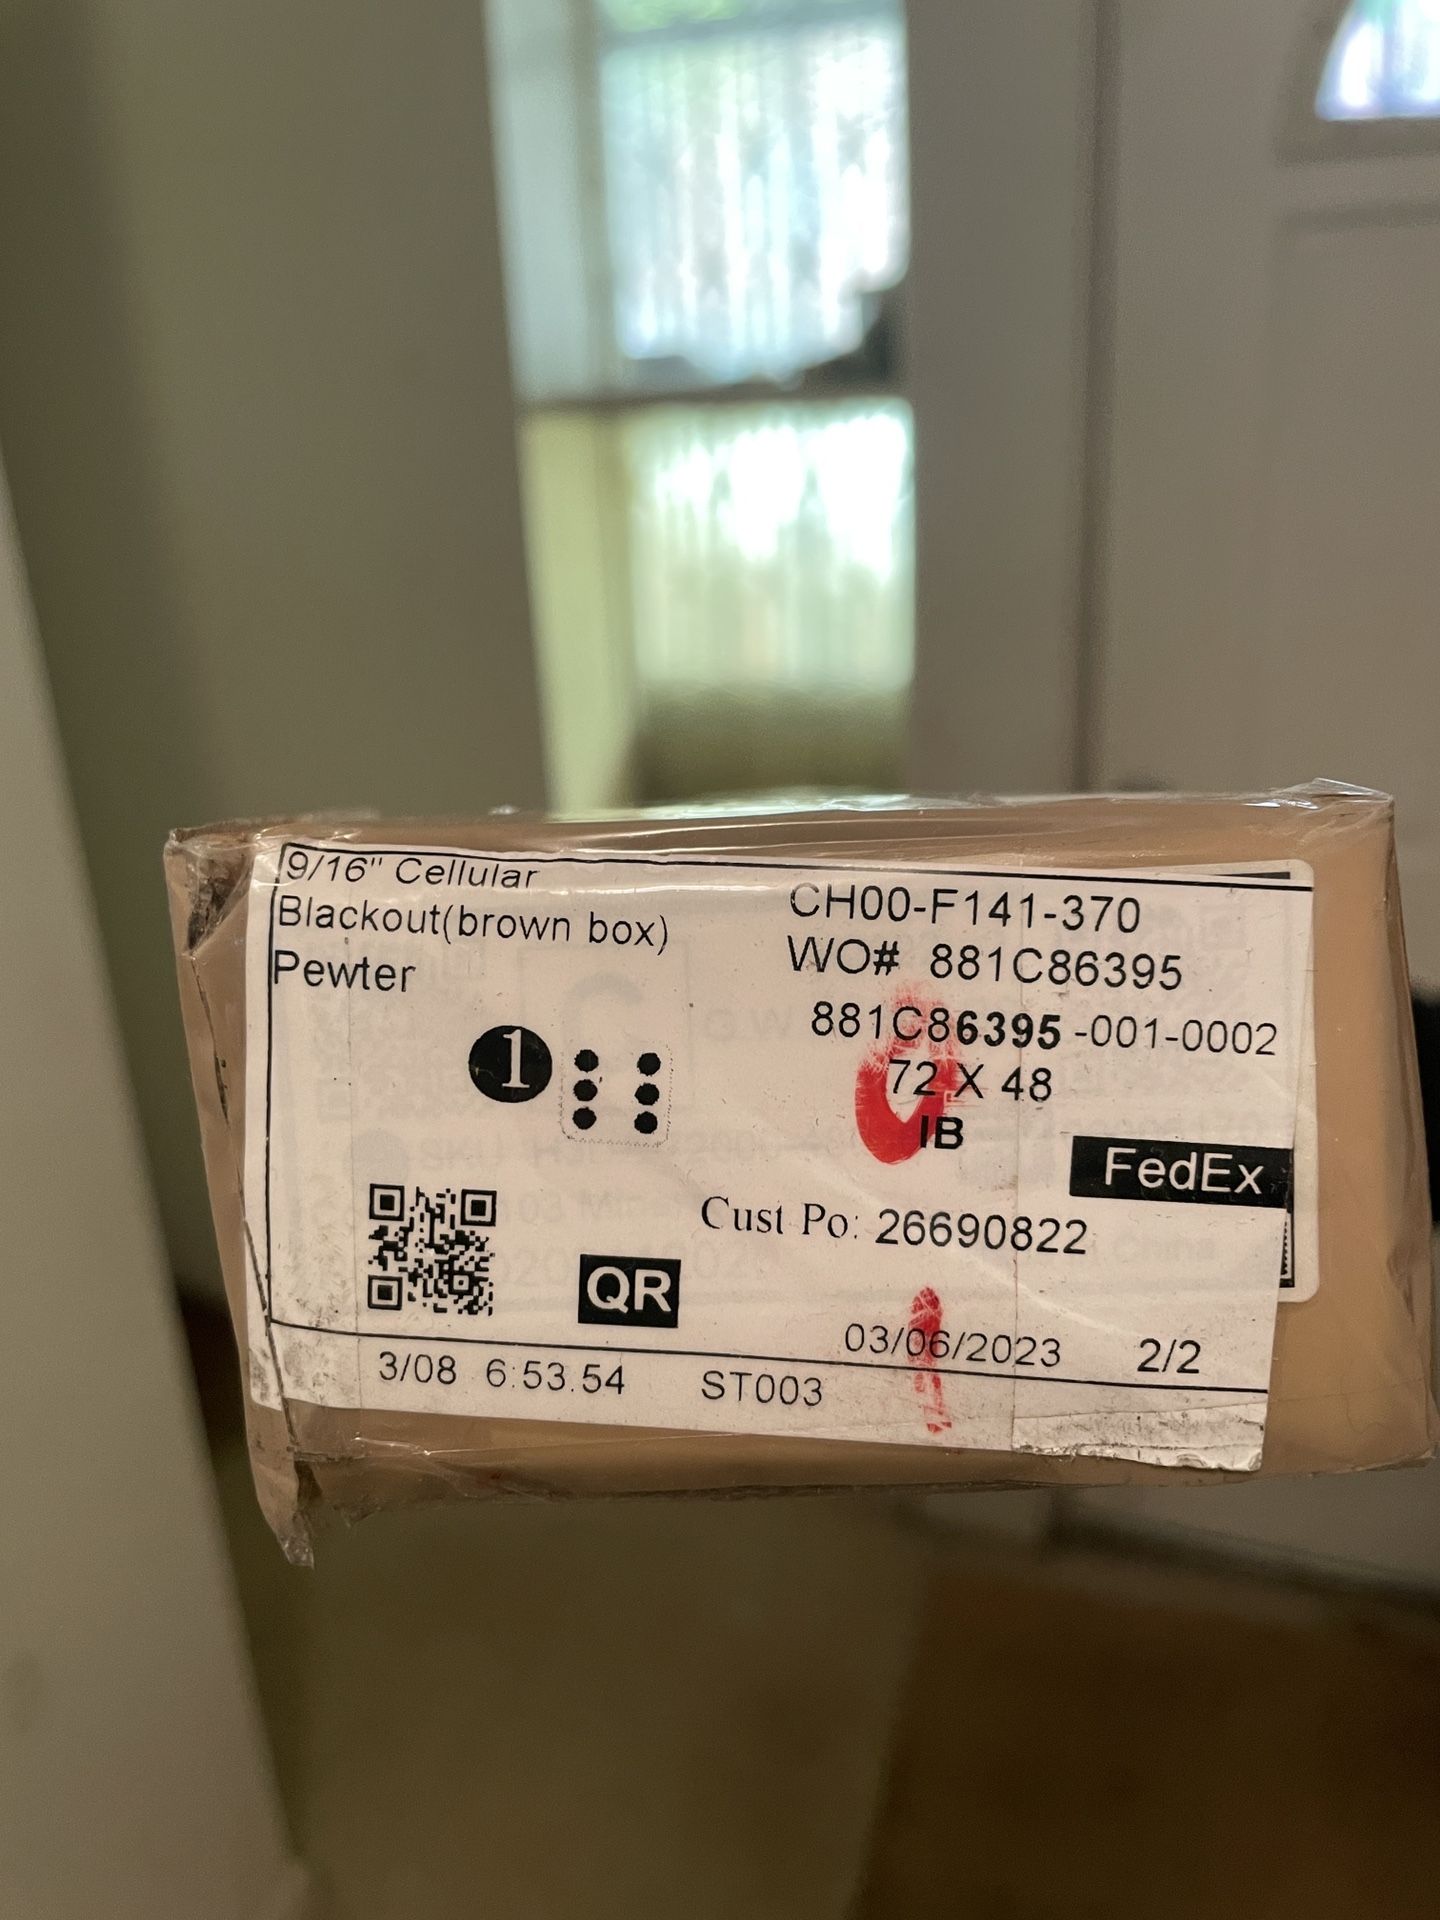 9/16" Cellular
Blackout(brown box)
Pewter
CH00-F141-370
WO# 881C86395
881C86395-001-0002
72 X 48
IB
1
FedEx
Cust Po: 26690822
QR
03/06/2023 2/2
3/08 6:53.54 ST003